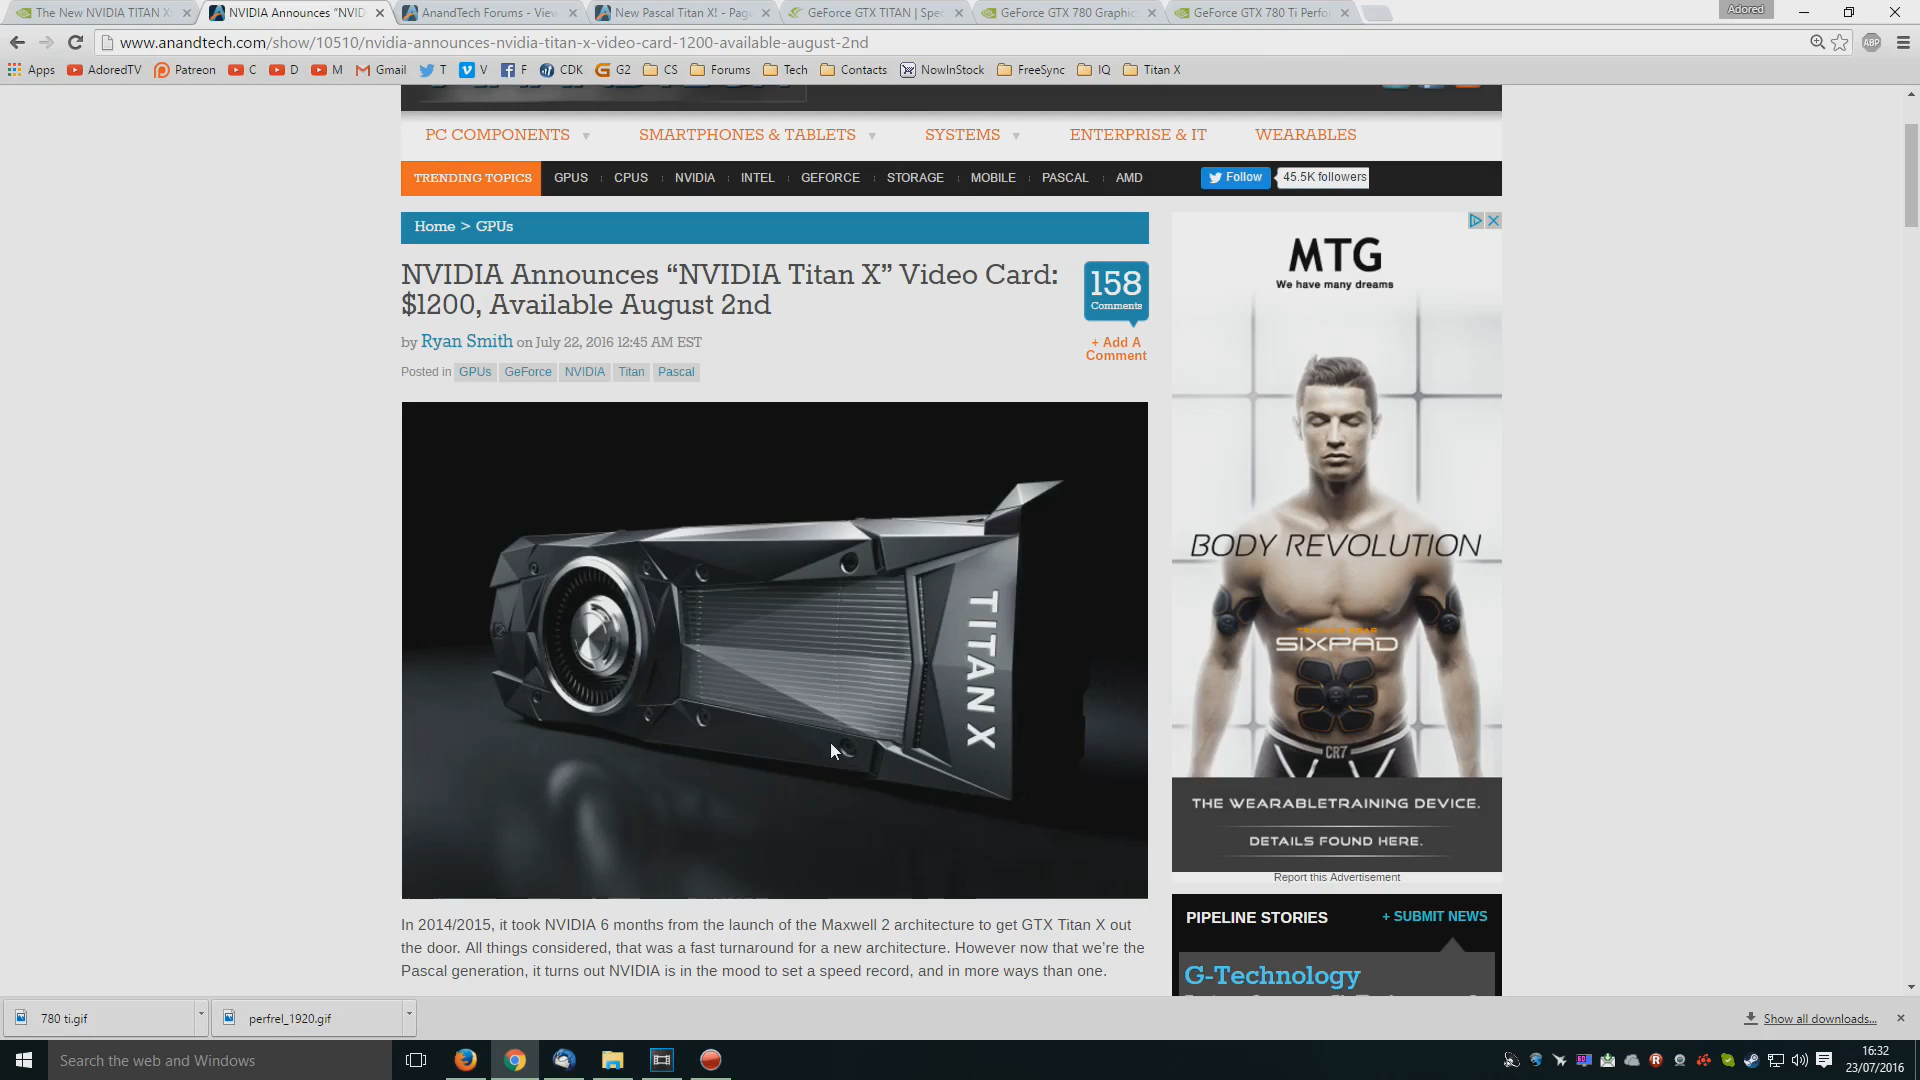 The New NVIDIA TITAN X
NVIDIA Announces “NVID
AnandTech Forums - View
New Pascal Titan X! - Page
GeForce GTX TITAN | Spec
GeForce GTX 780 Graphic
GeForce GTX 780 Ti Perfo
Adored
www.anandtech.com/show/10510/nvidia-announces-nvidia-titan-x-video-card-1200-available-august-2nd
ABP
Apps
AdoredTV
Patreon
C
D
M
Gmail
T
V
F
CDK
G2
CS
Forums
Tech
Contacts
NowInStock
FreeSync
IQ
Titan X
PC COMPONENTS
SMARTPHONES & TABLETS
SYSTEMS
ENTERPRISE & IT
WEARABLES
TRENDING TOPICS
GPUS
CPUS
NVIDIA
INTEL
GEFORCE
STORAGE
MOBILE
PASCAL
AMD
Follow
45.5K followers
Home > GPUs
NVIDIA Announces “NVIDIA Titan X” Video Card:
$1200, Available August 2nd
by Ryan Smith on July 22, 2016 12:45 AM EST
Posted in GPUs GeForce NVIDIA Titan Pascal
158
Comments
+ Add A
Comment
TITAN X
In 2014/2015, it took NVIDIA 6 months from the launch of the Maxwell 2 architecture to get GTX Titan X out
the door. All things considered, that was a fast turnaround for a new architecture. However now that we’re the
Pascal generation, it turns out NVIDIA is in the mood to set a speed record, and in more ways than one.
MTG
We have many dreams
BODY REVOLUTION
TRAINING GEAR
SIXPAD
CR7
THE WEARABLETRAINING DEVICE.
DETAILS FOUND HERE.
Report this Advertisement
PIPELINE STORIES
+ SUBMIT NEWS
G-Technology
780 ti.gif
perfrel_1920.gif
Show all downloads...
Search the web and Windows
16:32
23/07/2016